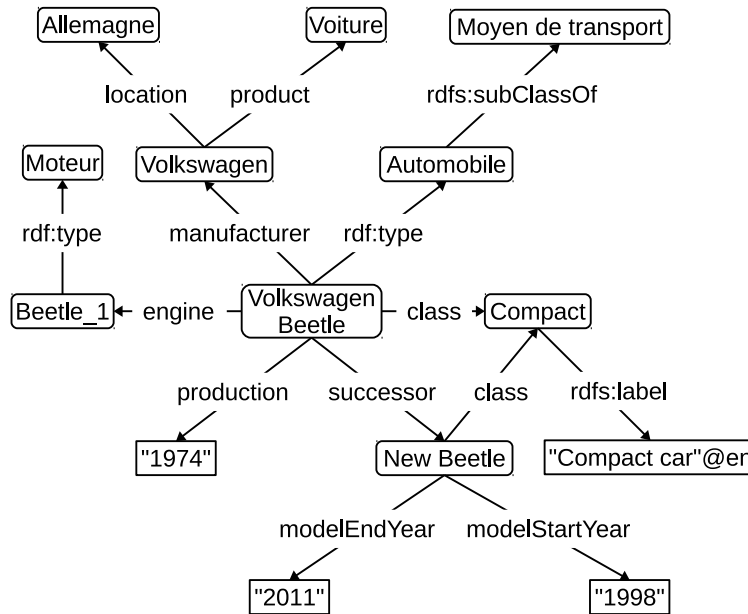 Allemagne
Voiture
Moyen de transport
location
product
rdfs:subClassOf
Moteur
Volkswagen
Automobile
rdf:type
manufacturer
rdf:type
Beetle_1
engine
Volkswagen
Beetle
class
Compact
production
successor
class
rdfs:label
"1974"
New Beetle
"Compact car"@en
modelEndYear
modelStartYear
"2011"
"1998"